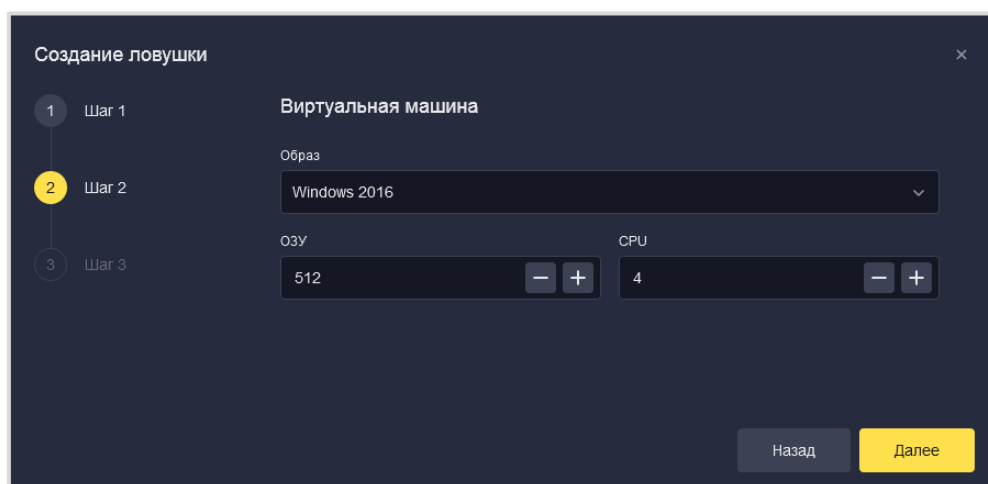 Создание ловушки
×
1 Шаг 1
Виртуальная машина
Образ
2 Шаг 2
Windows 2016
ОЗУ CPU
3 Шаг 3
512 − + 4 − +
Назад Далее